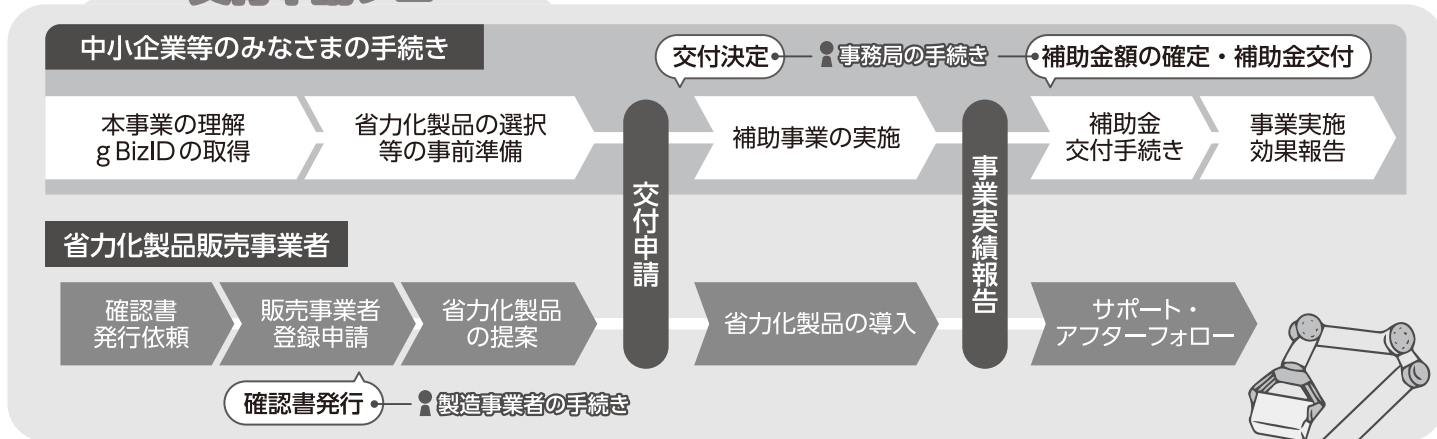 中小企業等のみなさまの手続き
交付決定
事務局の手続き
補助金額の確定・補助金交付
本事業の理解
gBizIDの取得
省力化製品の選択
等の事前準備
交付申請
補助事業の実施
事業実績報告
補助金
交付手続き
事業実施
効果報告
省力化製品販売事業者
確認書
発行依頼
販売事業者
登録申請
省力化製品
の提案
省力化製品の導入
サポート・
アフターフォロー
確認書発行
製造事業者の手続き